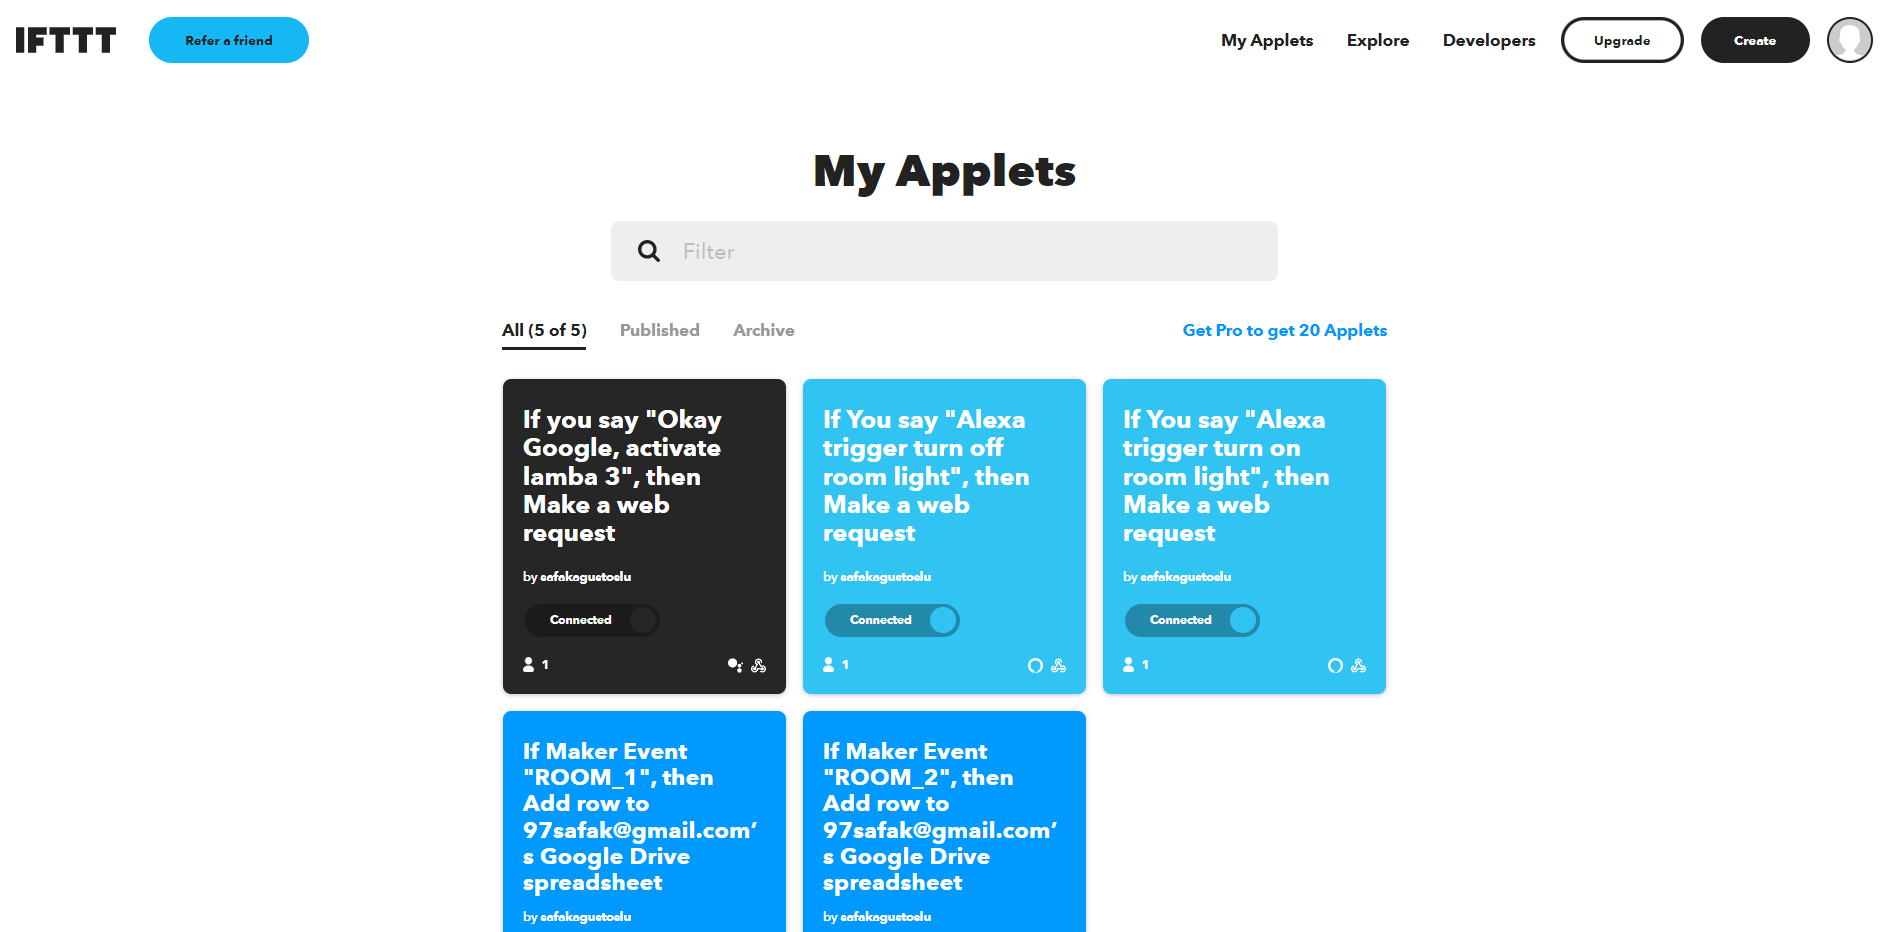 IFTTT
Refer a friend
My Applets
Explore
Developers
Upgrade
Create
My Applets
Filter
All (5 of 5)
Published
Archive
Get Pro to get 20 Applets
If you say "Okay
Google, activate
lamba 3", then
Make a web
request
by safakagustoslu
Connected
1
If You say "Alexa
trigger turn off
room light", then
Make a web
request
by safakagustoslu
Connected
1
If You say "Alexa
trigger turn on
room light", then
Make a web
request
by safakagustoslu
Connected
1
If Maker Event
"ROOM_1", then
Add row to
97safak@gmail.com’
s Google Drive
spreadsheet
by safakagustoslu
If Maker Event
"ROOM_2", then
Add row to
97safak@gmail.com’
s Google Drive
spreadsheet
by safakagustoslu